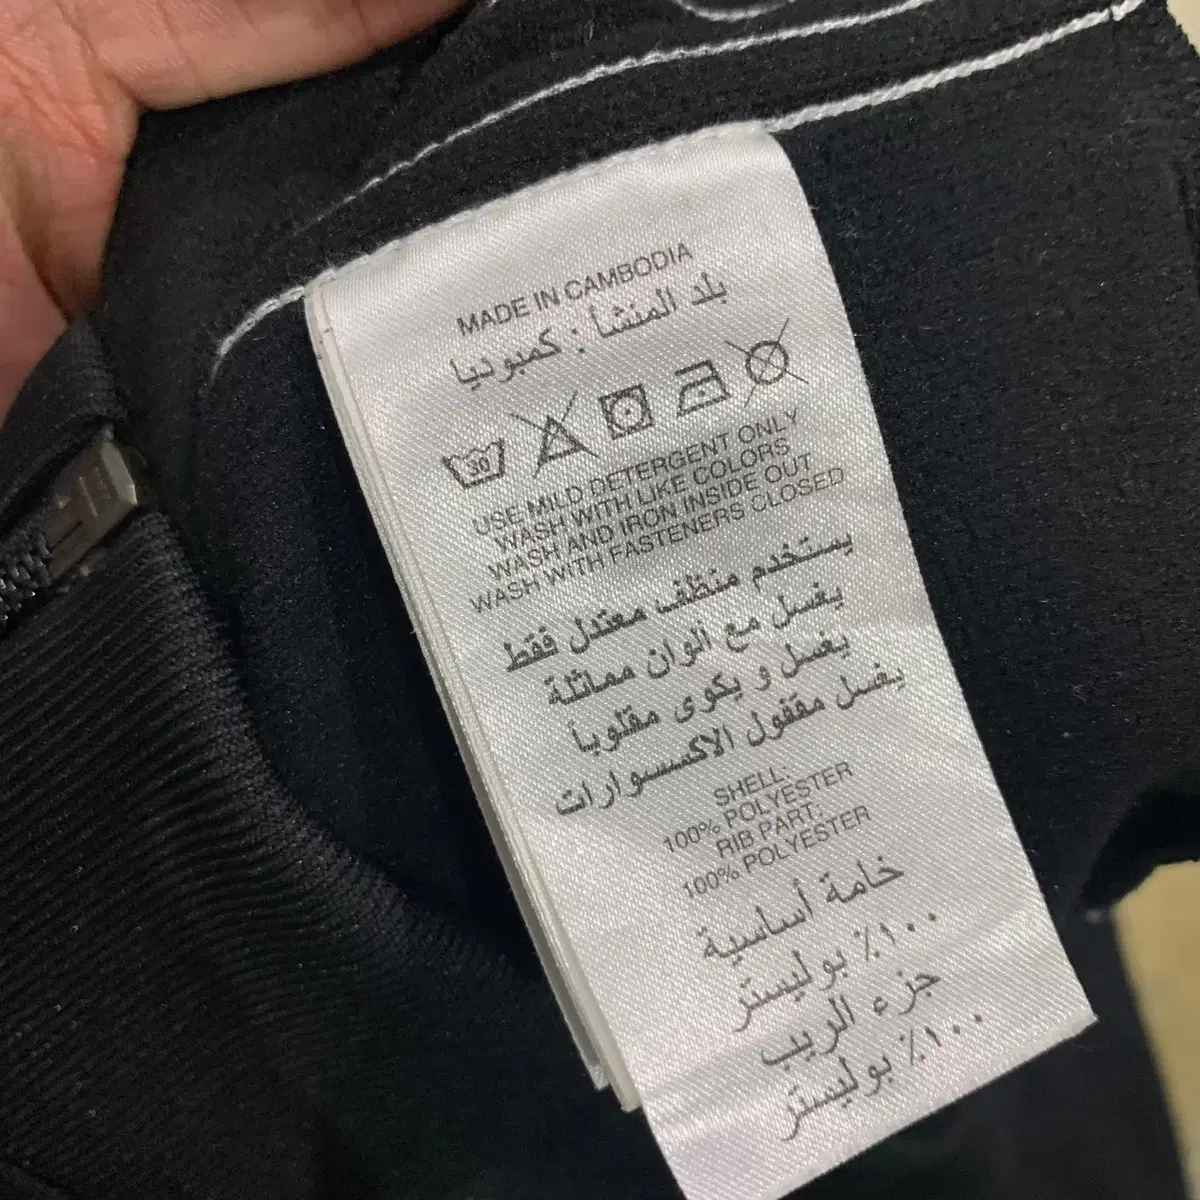 MADE IN CAMBODIA
بلد المنشأ : كمبوديا
30
USE MILD DETERGENT ONLY
WASH WITH LIKE COLORS
WASH AND IRON INSIDE OUT
WASH WITH FASTENERS CLOSED
يستخدم منظف معتدل فقط
يغسل مع ألوان مماثلة
يغسل و يكوى مقلوباً
يغسل مقفول الاكسسوارات
SHELL:
100% POLYESTER
RIB PART:
100% POLYESTER
خامة أساسية
١٠٠٪ بوليستر
جزء الريب
١٠٠٪ بوليستر